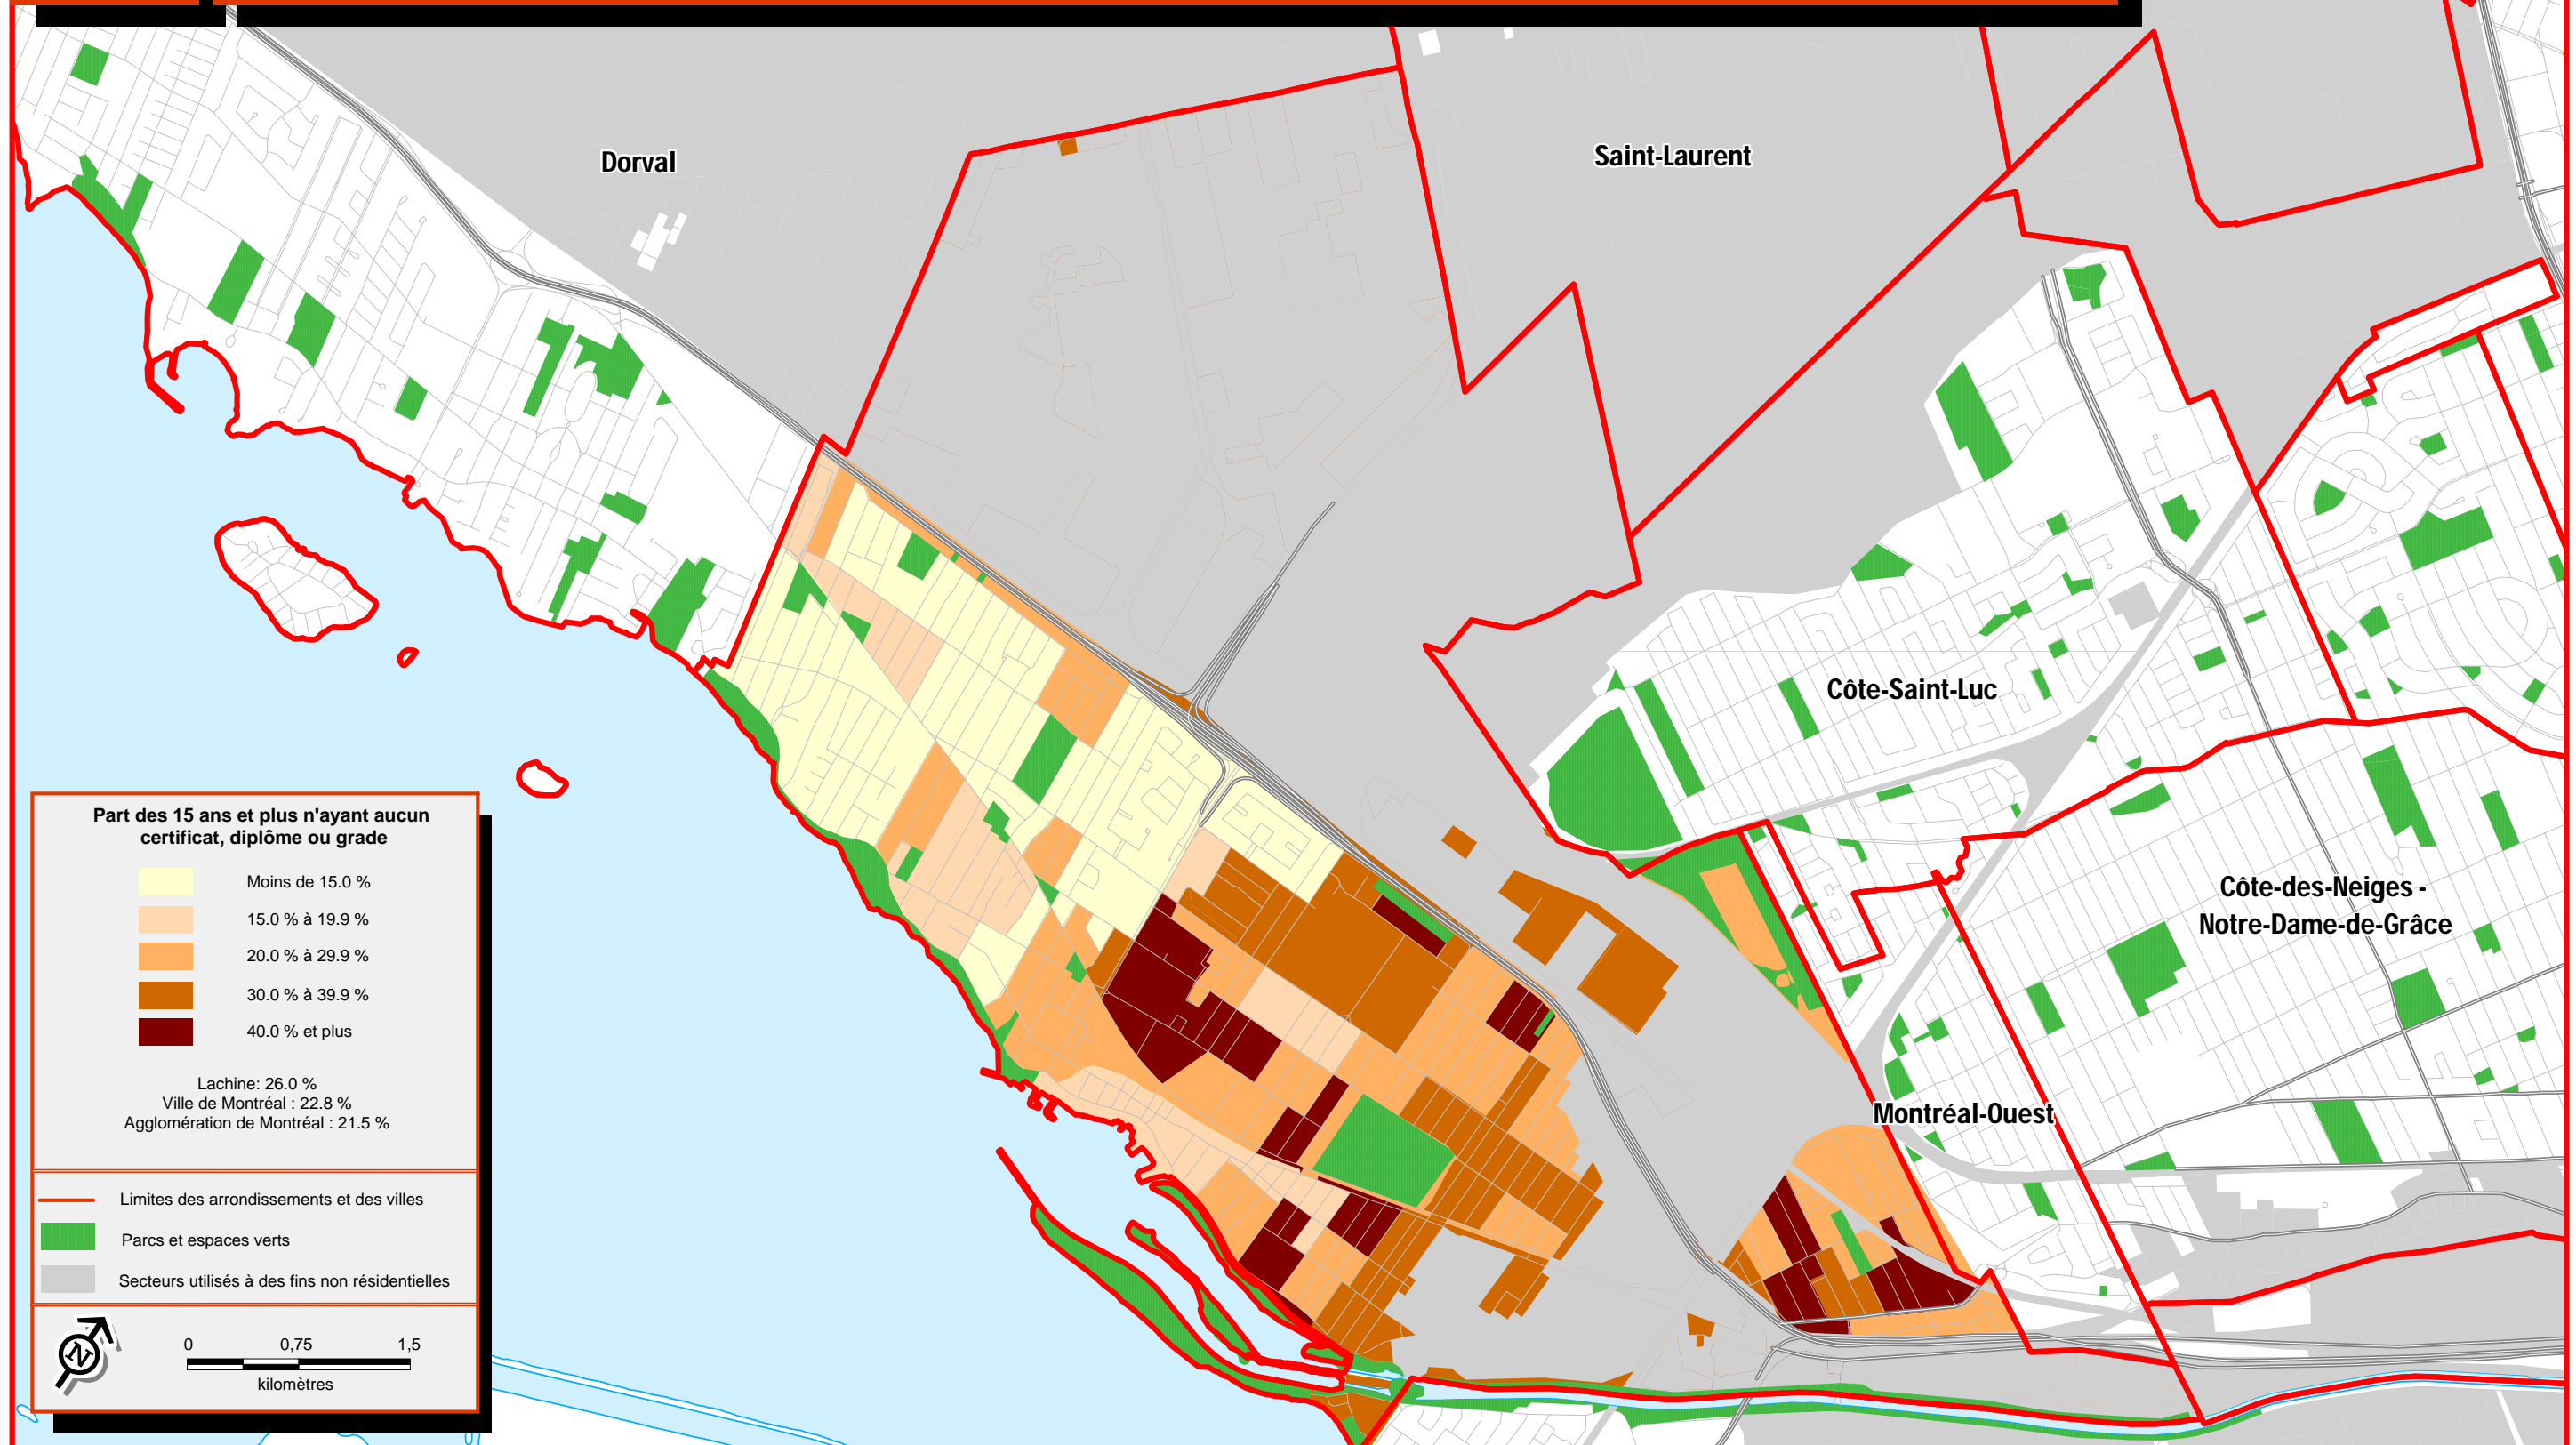 Dorval
Saint-Laurent
Côte-Saint-Luc
Côte-des-Neiges -
Notre-Dame-de-Grâce
Montréal-Ouest
Part des 15 ans et plus n'ayant aucun
certificat, diplôme ou grade
Moins de 15.0 %
15.0 % à 19.9 %
20.0 % à 29.9 %
30.0 % à 39.9 %
40.0 % et plus
Lachine: 26.0 %
Ville de Montréal : 22.8 %
Agglomération de Montréal : 21.5 %
Limites des arrondissements et des villes
Parcs et espaces verts
Secteurs utilisés à des fins non résidentielles
N
0 0,75 1,5
kilomètres